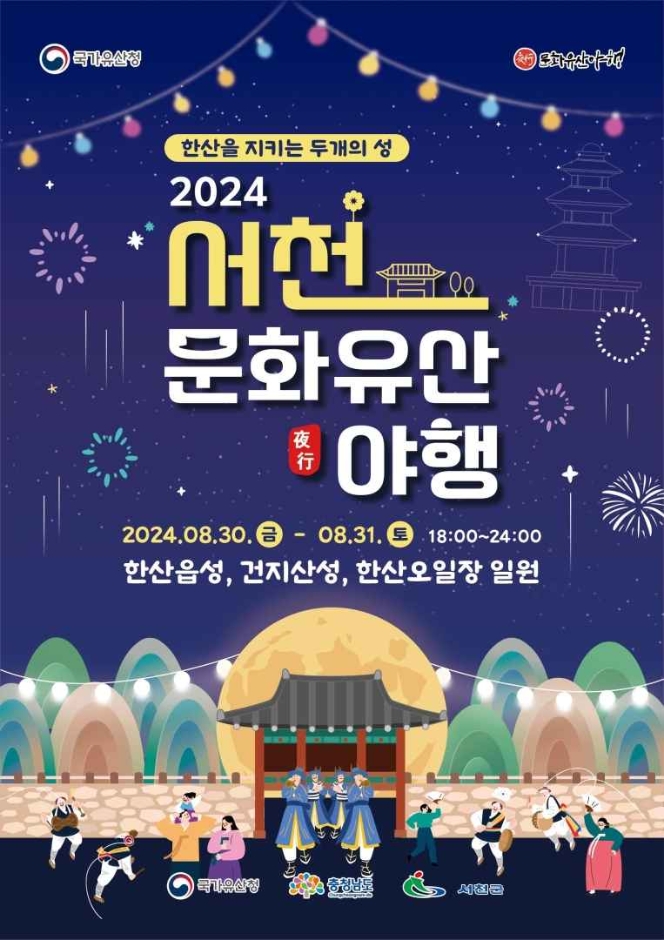 국가유산청
문화유산야행
한산을 지키는 두개의 성
2024
서천
문화유산
夜行
야행
2024.08.30.금 - 08.31.토 18:00~24:00
한산읍성, 건지산성, 한산오일장 일원
국가유산청
충청남도
서천군